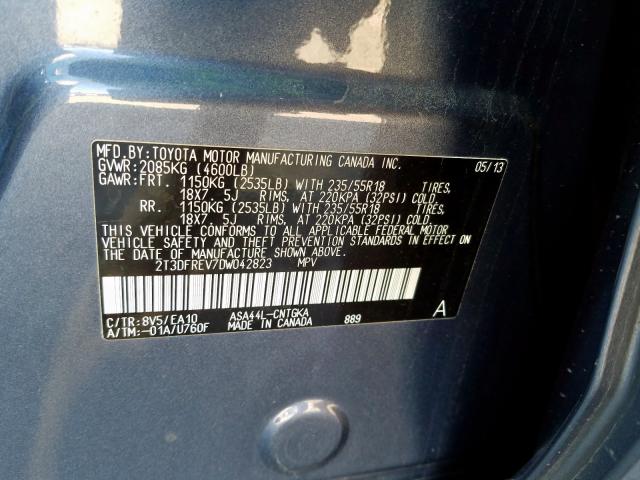 MFD.BY:TOYOTA MOTOR MANUFACTURING CANADA INC. 05/13
GVWR:2085KG (4600LB)
GAWR:FRT. 1150KG (2535LB) WITH 235/55R18 TIRES,
18X7.5J RIMS, AT 220KPA (32PSI) COLD.
RR. 1150KG (2535LB) WITH 235/55R18 TIRES,
18X7.5J RIMS, AT 220KPA (32PSI) COLD.
THIS VEHICLE CONFORMS TO ALL APPLICABLE FEDERAL MOTOR
VEHICLE SAFETY AND THEFT PREVENTION STANDARDS IN EFFECT
ON THE DATE OF MANUFACTURE SHOWN ABOVE.
2T3DFREV7DW042823 MPV
C/TR:8V5/EA10 ASA44L-CNTGKA A
A/TM:-01A/U760F MADE IN CANADA 889